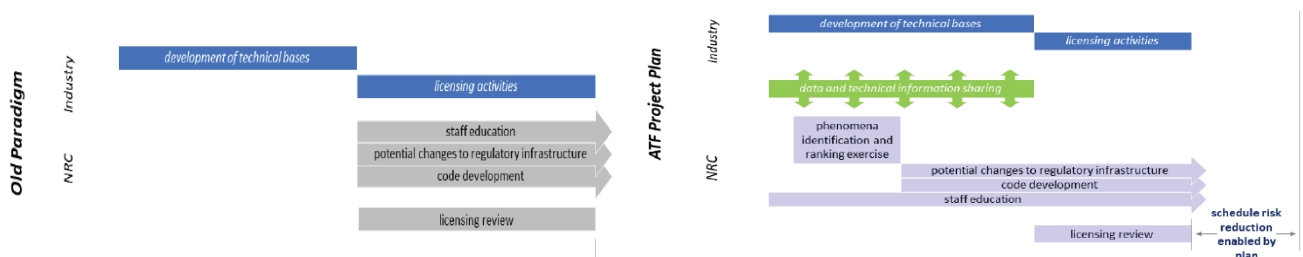 Old Paradigm
Industry
development of technical bases
licensing activities
NRC
staff education
potential changes to regulatory infrastructure
code development
licensing review
ATF Project Plan
Industry
development of technical bases
licensing activities
data and technical information sharing
NRC
phenomena
identification and
ranking exercise
potential changes to regulatory infrastructure
code development
staff education
licensing review
schedule risk
reduction
enabled by
plan